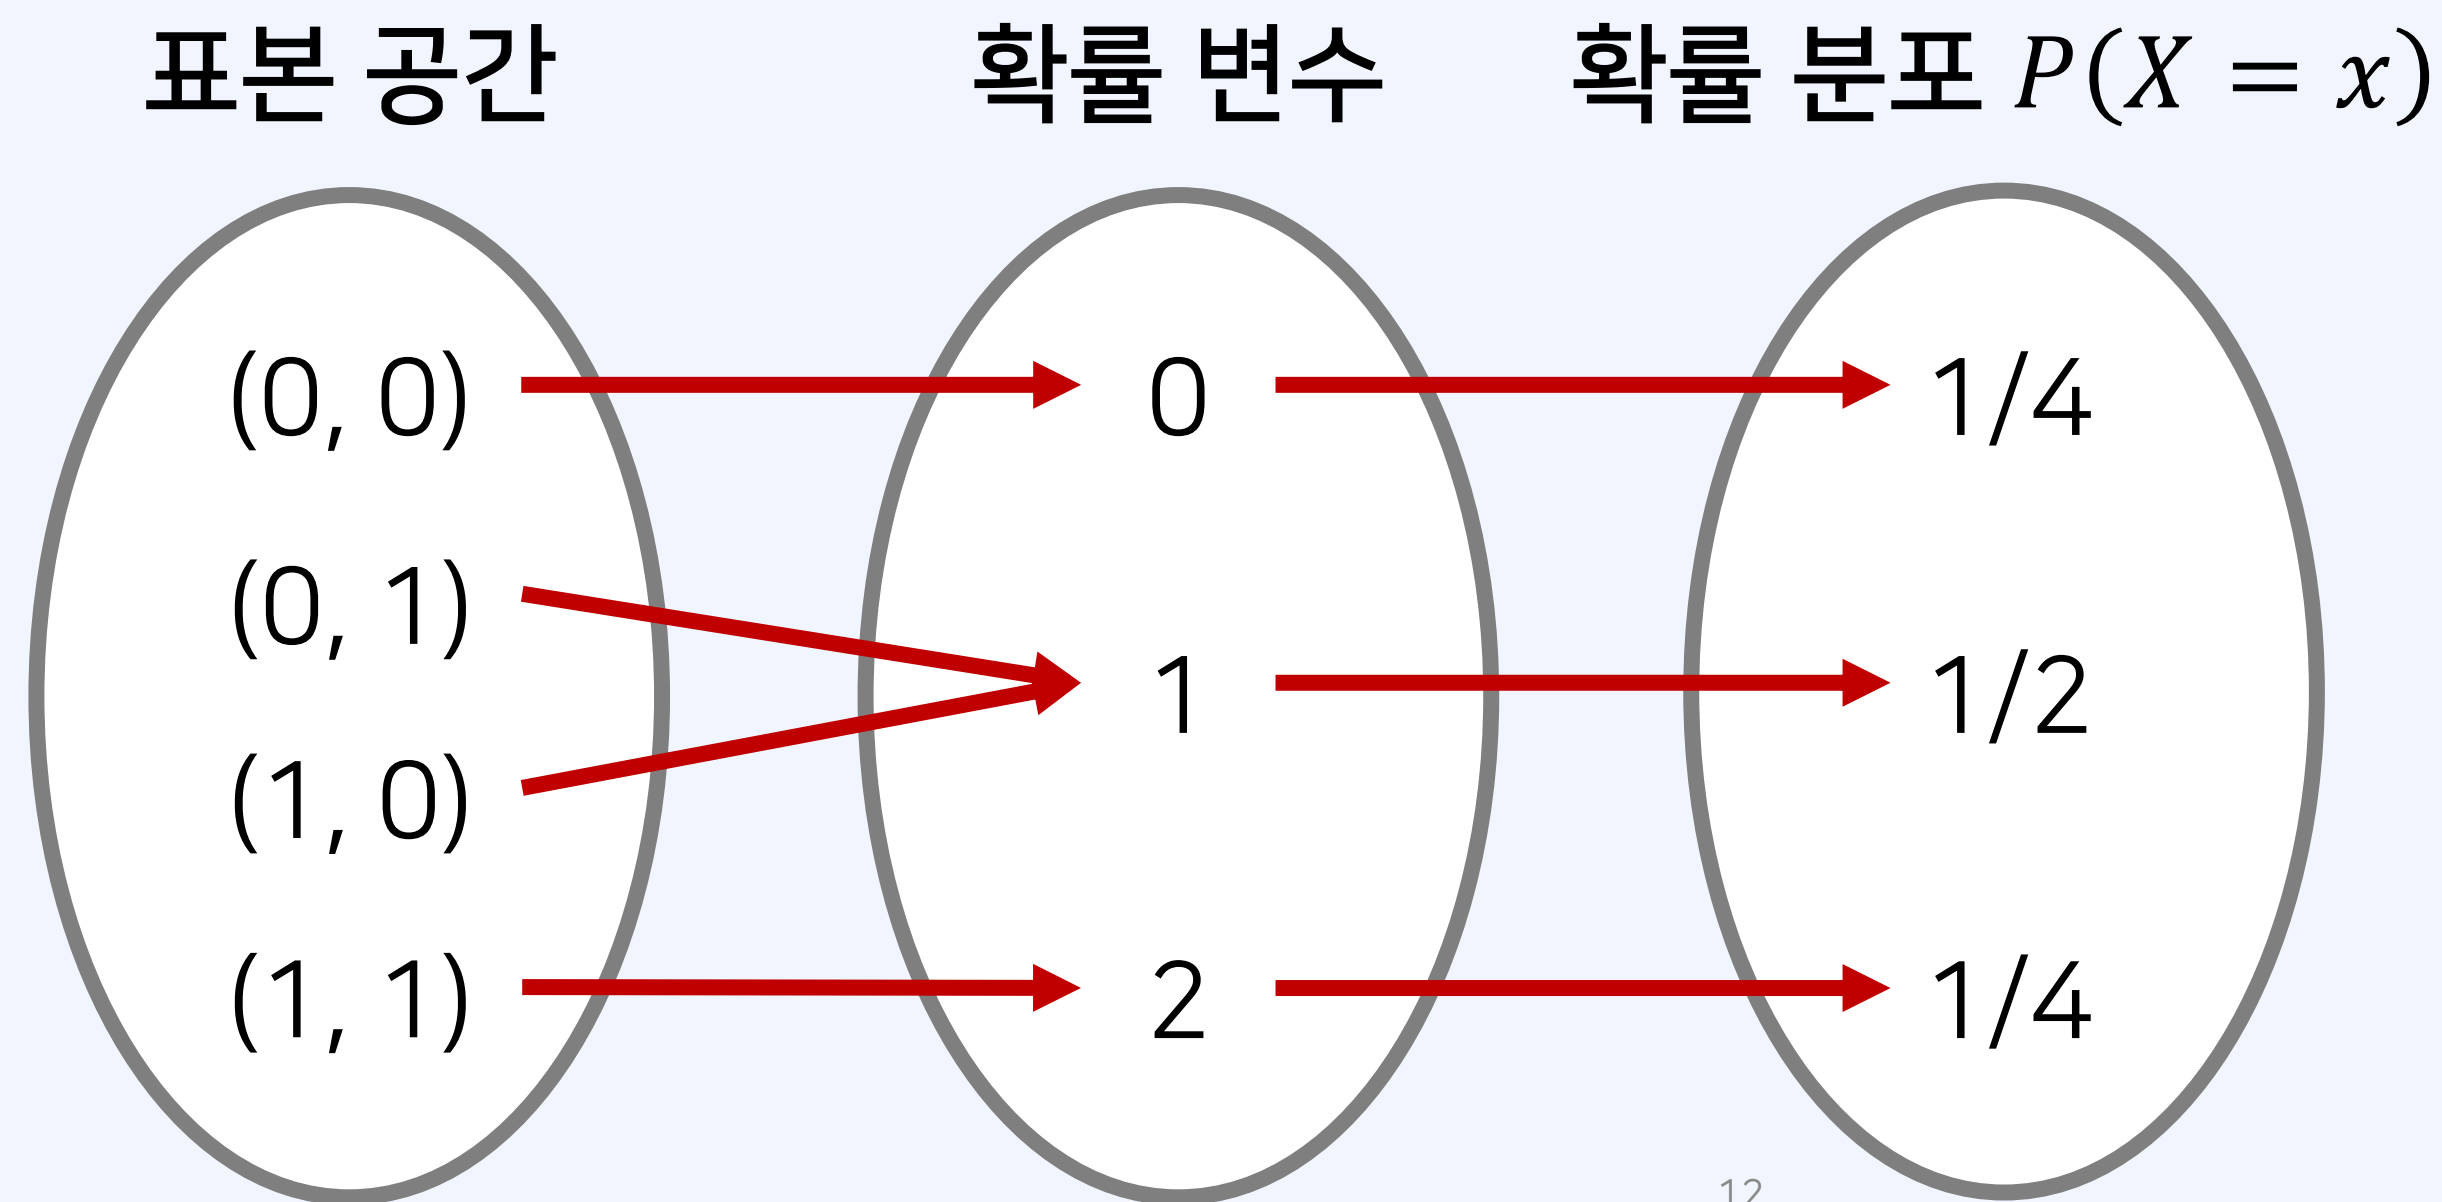 표본 공간 확률 변수 확률 분포 P(X = x)
(0, 0) 0 1/4
(0, 1)
1 1/2
(1, 0)
(1, 1) 2 1/4
12